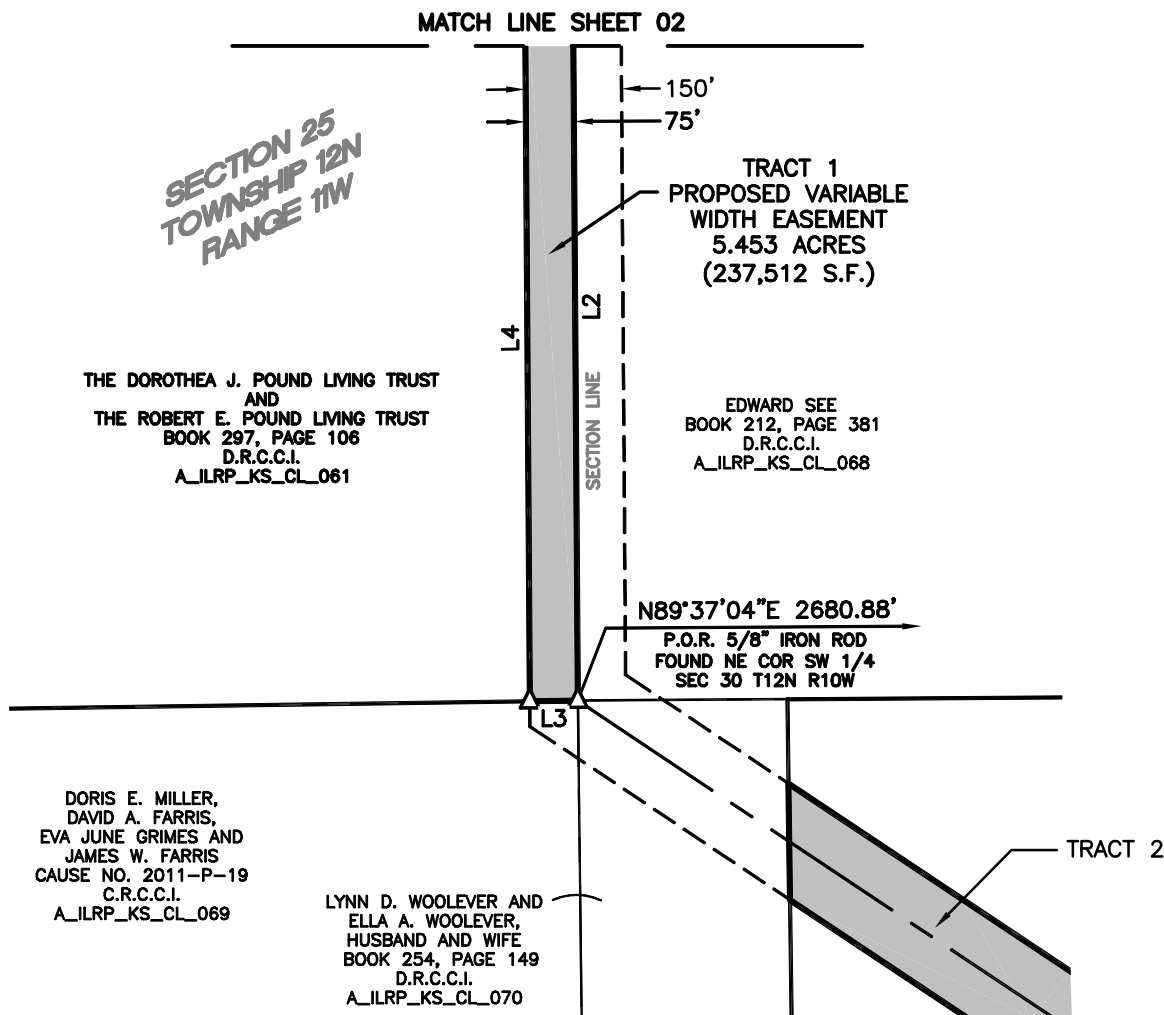 MATCH LINE SHEET 02
150'
75'
SECTION 25
TOWNSHIP 12N
RANGE 11W
TRACT 1
PROPOSED VARIABLE
WIDTH EASEMENT
5.453 ACRES
(237,512 S.F.)
L2
L4
SECTION LINE
THE DOROTHEA J. POUND LIVING TRUST
AND
THE ROBERT E. POUND LIVING TRUST
BOOK 297, PAGE 106
D.R.C.C.I.
A_ILRP_KS_CL_061
EDWARD SEE
BOOK 212, PAGE 381
D.R.C.C.I.
A_ILRP_KS_CL_068
N89°37'04"E 2680.88'
P.O.R. 5/8" IRON ROD
FOUND NE COR SW 1/4
SEC 30 T12N R10W
L3
DORIS E. MILLER,
DAVID A. FARRIS,
EVA JUNE GRIMES AND
JAMES W. FARRIS
CAUSE NO. 2011-P-19
C.R.C.C.I.
A_ILRP_KS_CL_069
LYNN D. WOOLEVER AND
ELLA A. WOOLEVER,
HUSBAND AND WIFE
BOOK 254, PAGE 149
D.R.C.C.I.
A_ILRP_KS_CL_070
TRACT 2